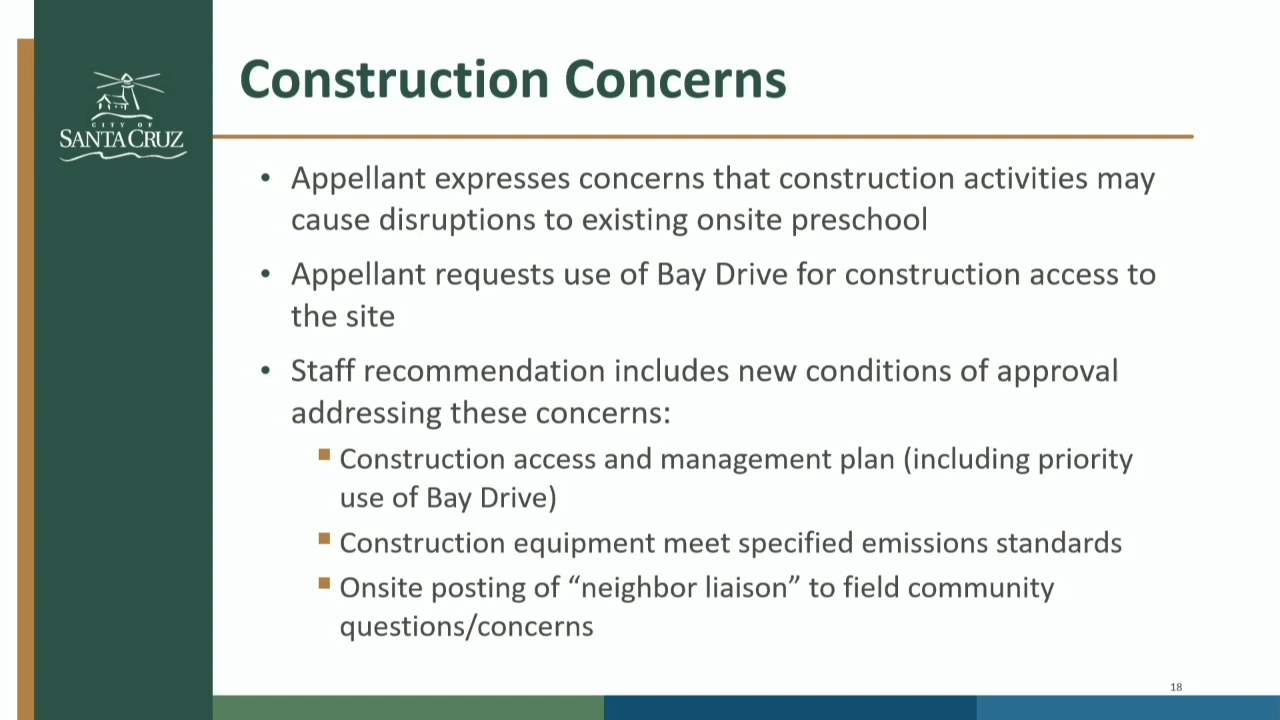 Construction Concerns
CITY OF
SANTA CRUZ
• Appellant expresses concerns that construction activities may
cause disruptions to existing onsite preschool
• Appellant requests use of Bay Drive for construction access to
the site
• Staff recommendation includes new conditions of approval
addressing these concerns:
▪ Construction access and management plan (including priority
use of Bay Drive)
▪ Construction equipment meet specified emissions standards
▪ Onsite posting of “neighbor liaison” to field community
questions/concerns
18